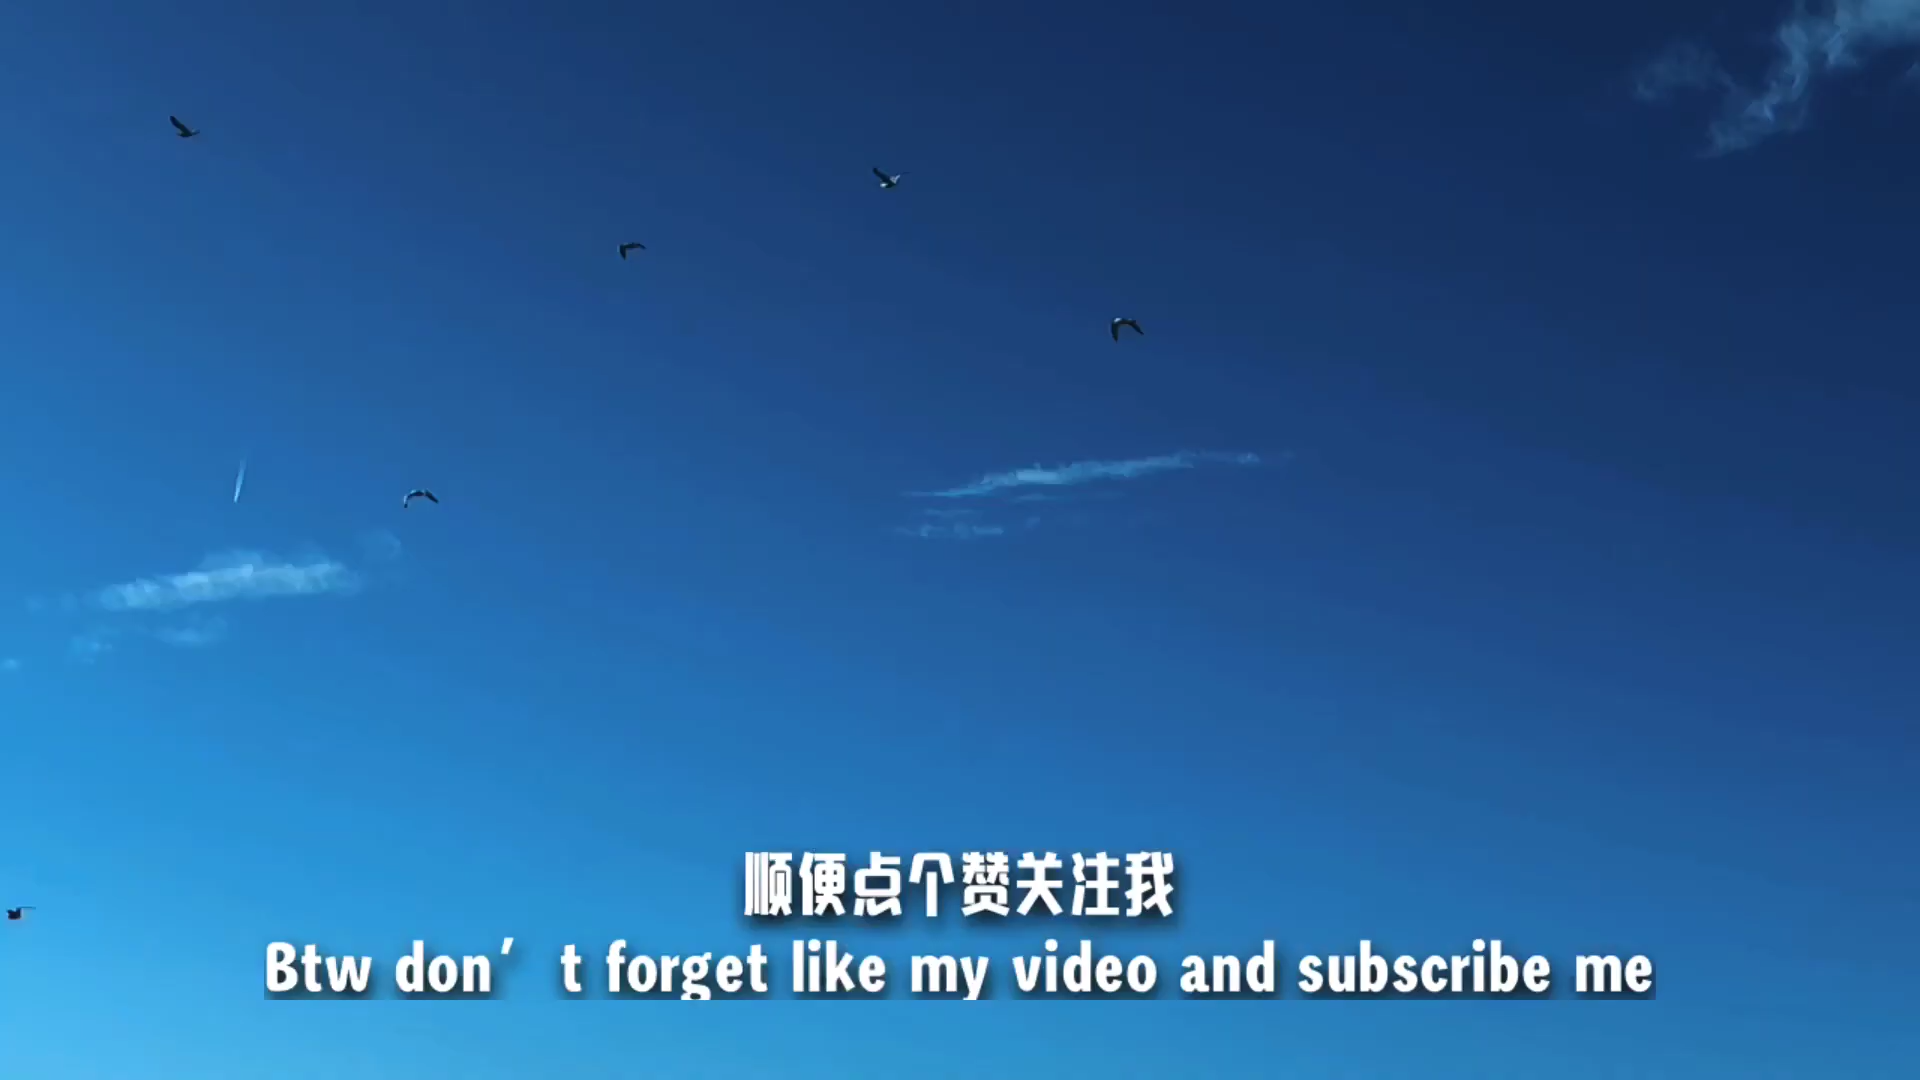 顺便点个赞关注我
Btw don’t forget like my video and subscribe me